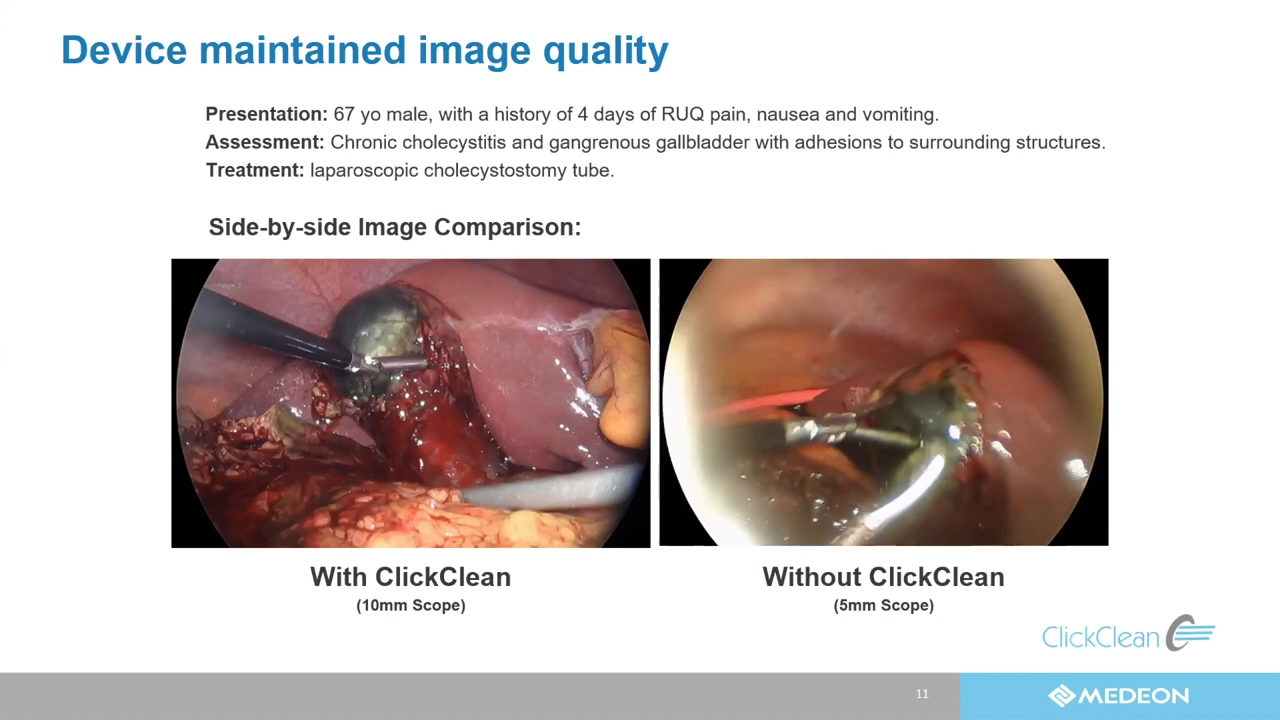 Device maintained image quality
Presentation: 67 yo male, with a history of 4 days of RUQ pain, nausea and vomiting.
Assessment: Chronic cholecystitis and gangrenous gallbladder with adhesions to surrounding structures.
Treatment: laparoscopic cholecystostomy tube.
Side-by-side Image Comparison:
With ClickClean
(10mm Scope)
Without ClickClean
(5mm Scope)
ClickClean
11
MEDEON